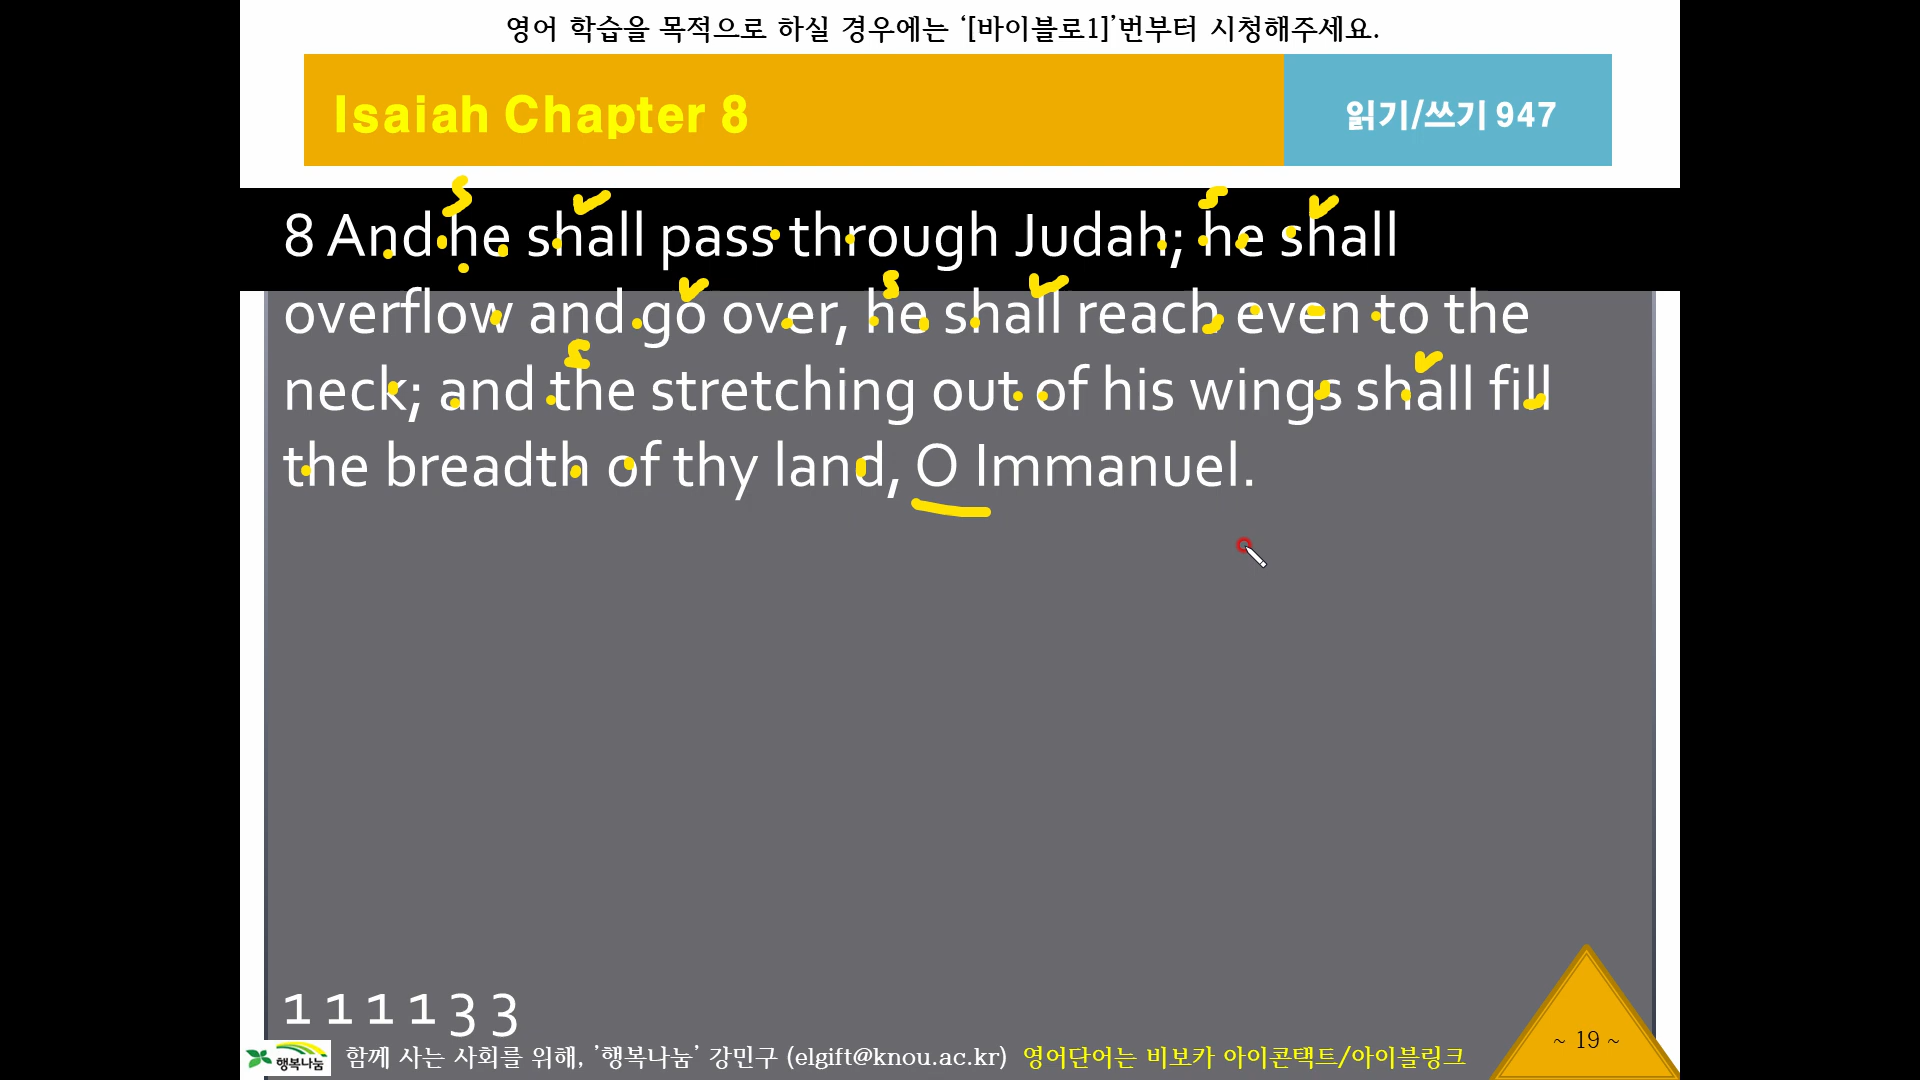 영어 학습을 목적으로 하실 경우에는 ‘[바이블로1]’번부터 시청해주세요.
Isaiah Chapter 8
읽기/쓰기 947
8 And he shall pass through Judah; he shall
overflow and go over, he shall reach even to the
neck; and the stretching out of his wings shall fill
the breadth of thy land, O Immanuel.
1 1 1 1 3 3
~ 19 ~
행복나눔
함께 사는 사회를 위해, ’행복나눔’ 강민구 (elgift@knou.ac.kr) 영어단어는 비보카 아이콘택트/아이블링크